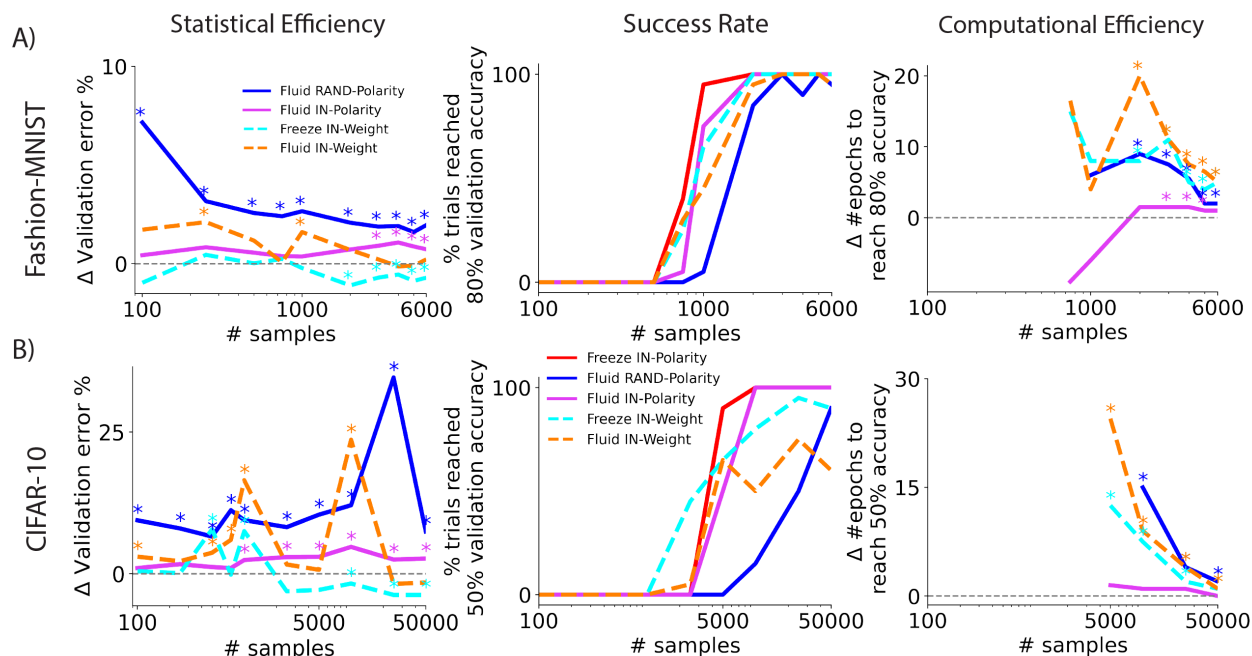 Statistical Efficiency
Success Rate
Computational Efficiency
A)
Fashion-MNIST
Δ Validation error %
10
0
100
1000
6000
# samples
Fluid RAND-Polarity
Fluid IN-Polarity
Freeze IN-Weight
Fluid IN-Weight
% trials reached
80% validation accuracy
100
0
100
1000
6000
# samples
Δ #epochs to
reach 80% accuracy
20
10
0
100
1000
6000
# samples
B)
CIFAR-10
Δ Validation error %
25
0
100
5000
50000
# samples
% trials reached
50% validation accuracy
Freeze IN-Polarity
Fluid RAND-Polarity
Fluid IN-Polarity
Freeze IN-Weight
Fluid IN-Weight
100
0
100
5000
50000
# samples
Δ #epochs to
reach 50% accuracy
30
15
0
100
5000
50000
# samples